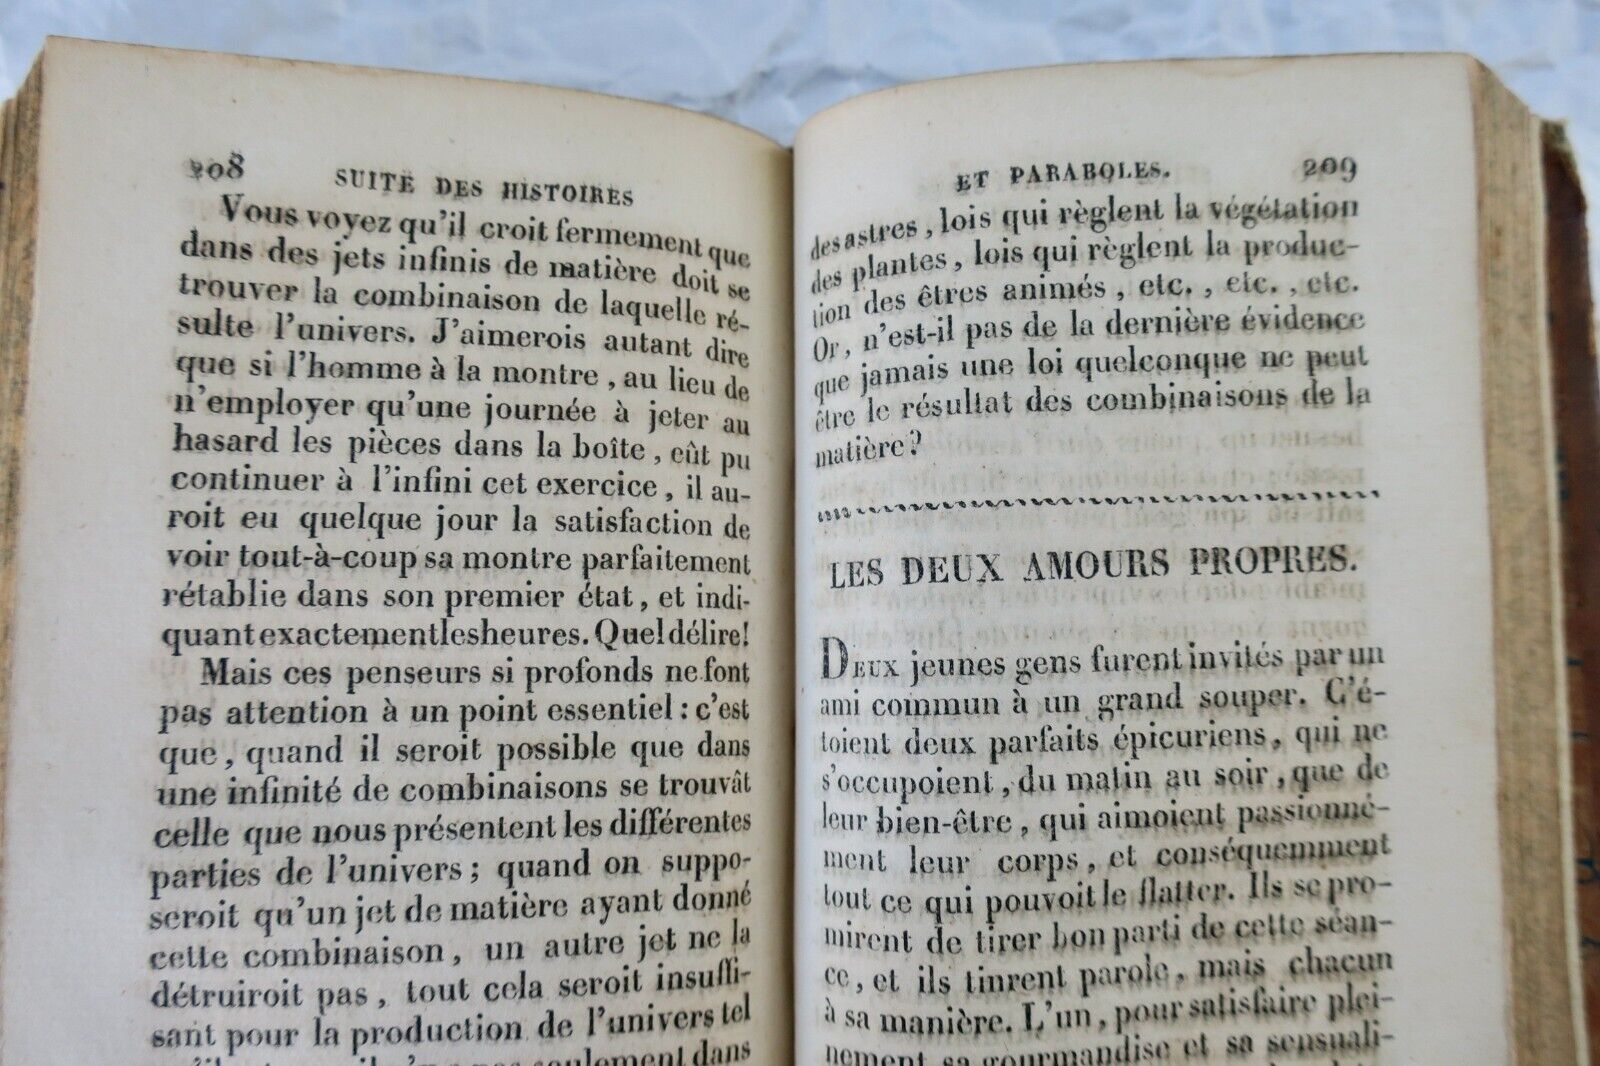 208
SUITE DES HISTOIRES
Vous voyez qu'il croit fermement que
dans des jets infinis de matière doit se
trouver la combinaison de laquelle ré-
sulte l'univers. J'aimerois autant dire
que si l'homme à la montre, au lieu de
n'employer qu'une journée à jeter au
hasard les pièces dans la boîte, eût pu
continuer à l'infini cet exercice, il au-
roit eu quelque jour la satisfaction de
voir tout-à-coup sa montre parfaitement
rétablie dans son premier état, et indi-
quant exactement les heures. Quel délire!
Mais ces penseurs si profonds ne font
pas attention à un point essentiel : c'est
que, quand il seroit possible que dans
une infinité de combinaisons se trouvât
celle que nous présentent les différentes
parties de l'univers ; quand on suppo-
seroit qu'un jet de matière ayant donné
cette combinaison, un autre jet ne la
détruiroit pas, tout cela seroit insuffi-
sant pour la production de l'univers tel
seulement dans
ET PARABOLES.
209
des astres, lois qui règlent la végétation
des plantes, lois qui règlent la produc-
tion des êtres animés, etc., etc., etc.
Or, n'est-il pas de la dernière évidence
que jamais une loi quelconque ne peut
être le résultat des combinaisons de la
matière?
LES DEUX AMOURS PROPRES.
DEUX jeunes gens furent invités par un
ami commun à un grand souper. C'é-
toient deux parfaits épicuriens, qui ne
s'occupoient, du matin au soir, que de
leur bien-être, qui aimoient passionné-
ment leur corps, et conséquemment
tout ce qui pouvoit le flatter. Ils se pro-
mirent de tirer bon parti de cette séan-
ce, et ils tinrent parole, mais chacun
à sa manière. L'un, pour satisfaire plei-
nement sa gourmandise et sa sensuali-